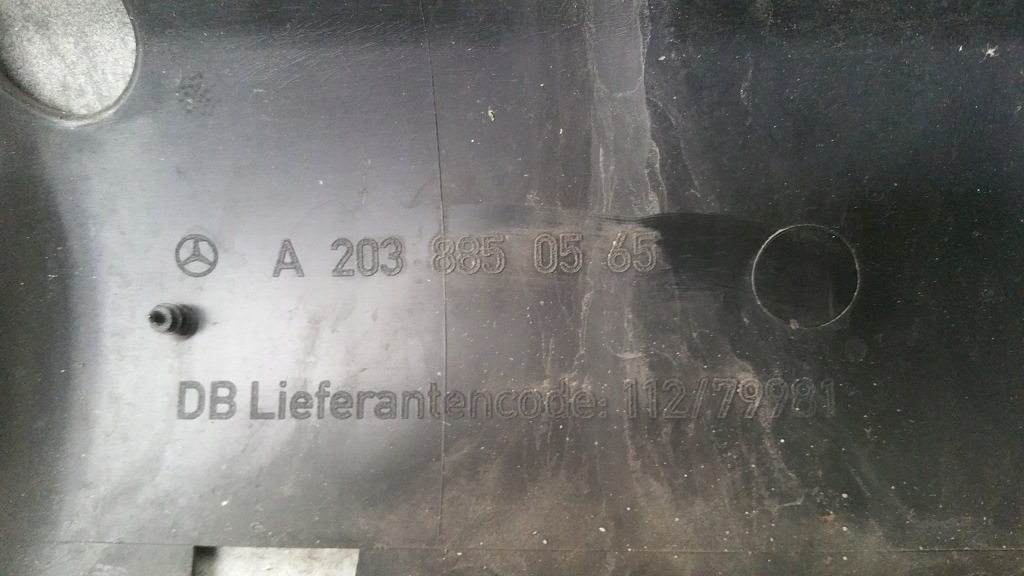 A 203 885 05 65
DB Lieferantencode: 112/79981